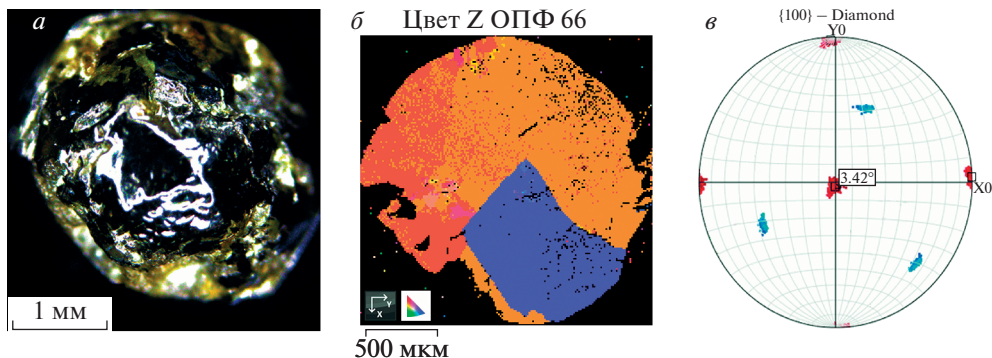 а
1 мм
б
Цвет Z ОПФ 66
Y
X
500 мкм
в
{100} – Diamond
Y0
3.42°
X0